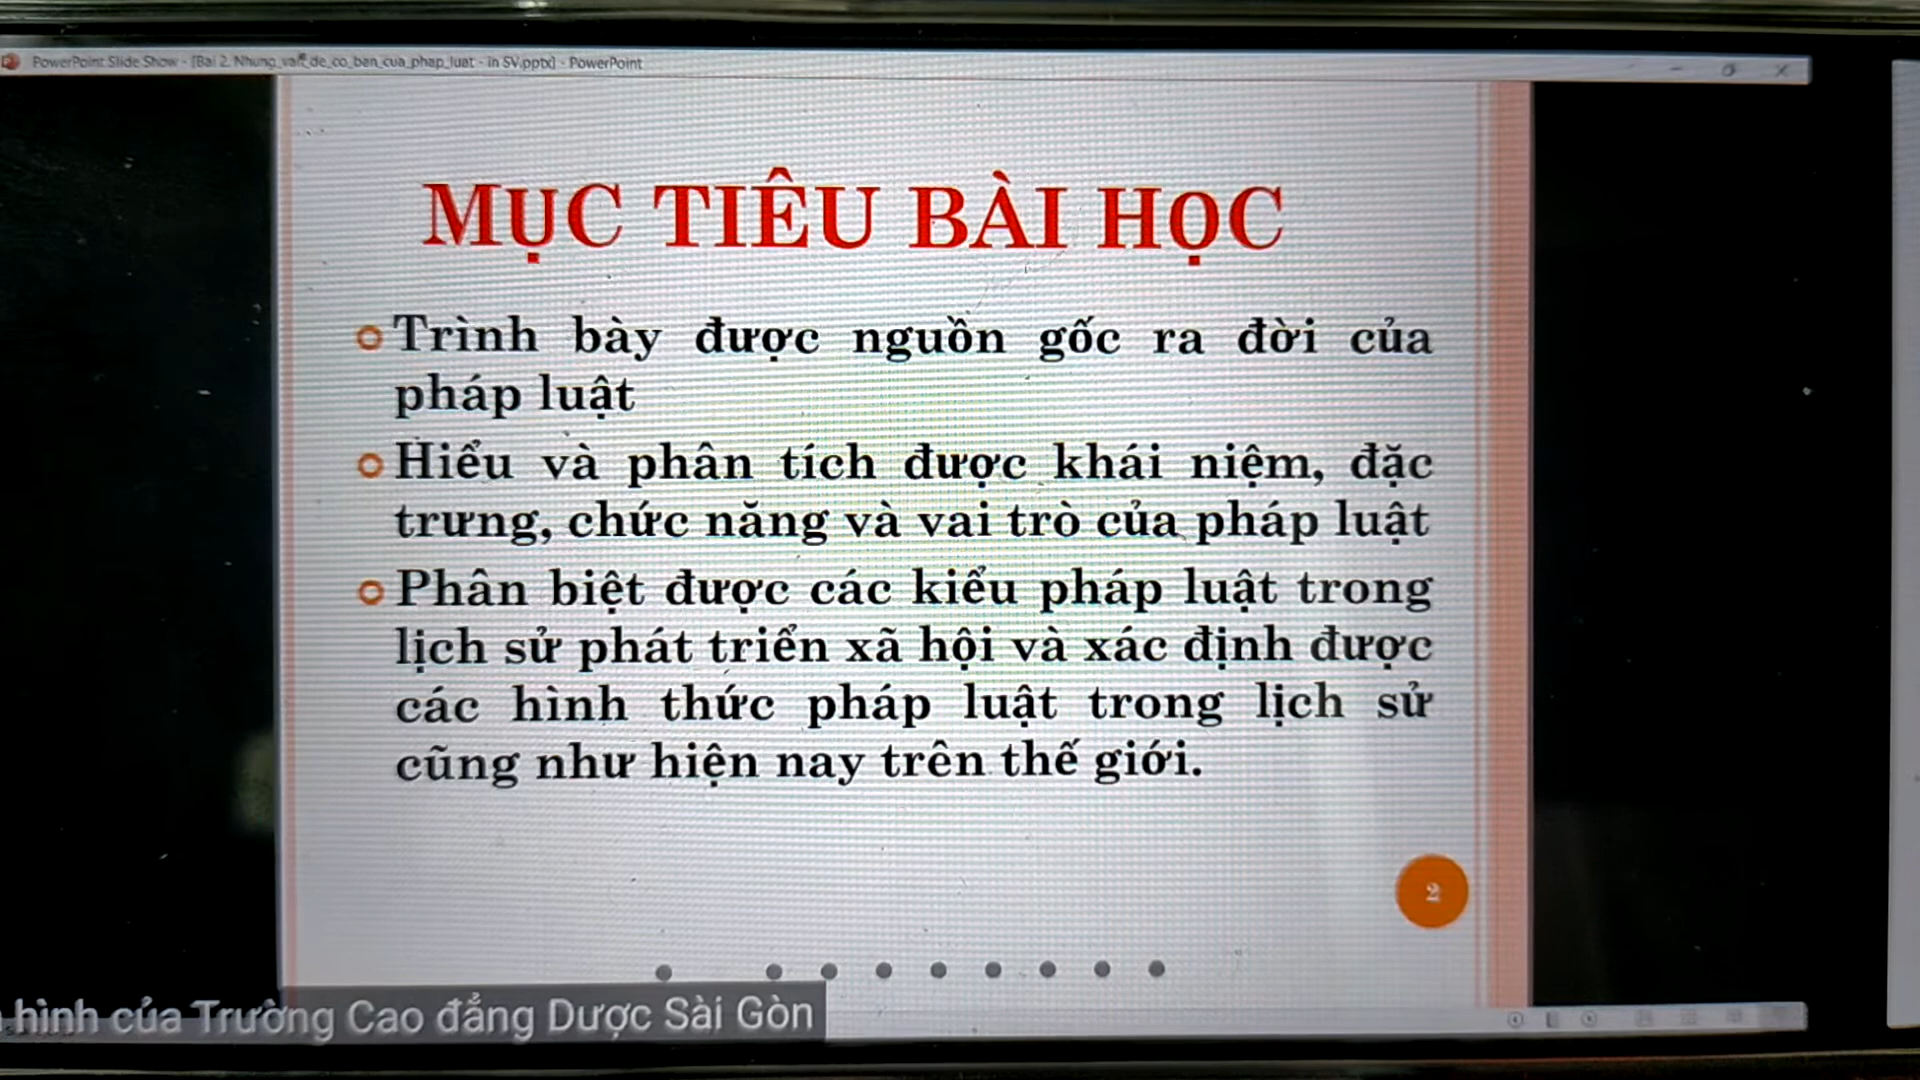 PowerPoint Slide Show - [Bai 2. Nhung_van_de_co_ban_cua_phap_luat - in SV.pptx] - PowerPoint
MỤC TIÊU BÀI HỌC
Trình bày được nguồn gốc ra đời của
pháp luật
Hiểu và phân tích được khái niệm, đặc
trưng, chức năng và vai trò của pháp luật
Phân biệt được các kiểu pháp luật trong
lịch sử phát triển xã hội và xác định được
các hình thức pháp luật trong lịch sử
cũng như hiện nay trên thế giới.
2
hình của Trường Cao đẳng Dược Sài Gòn